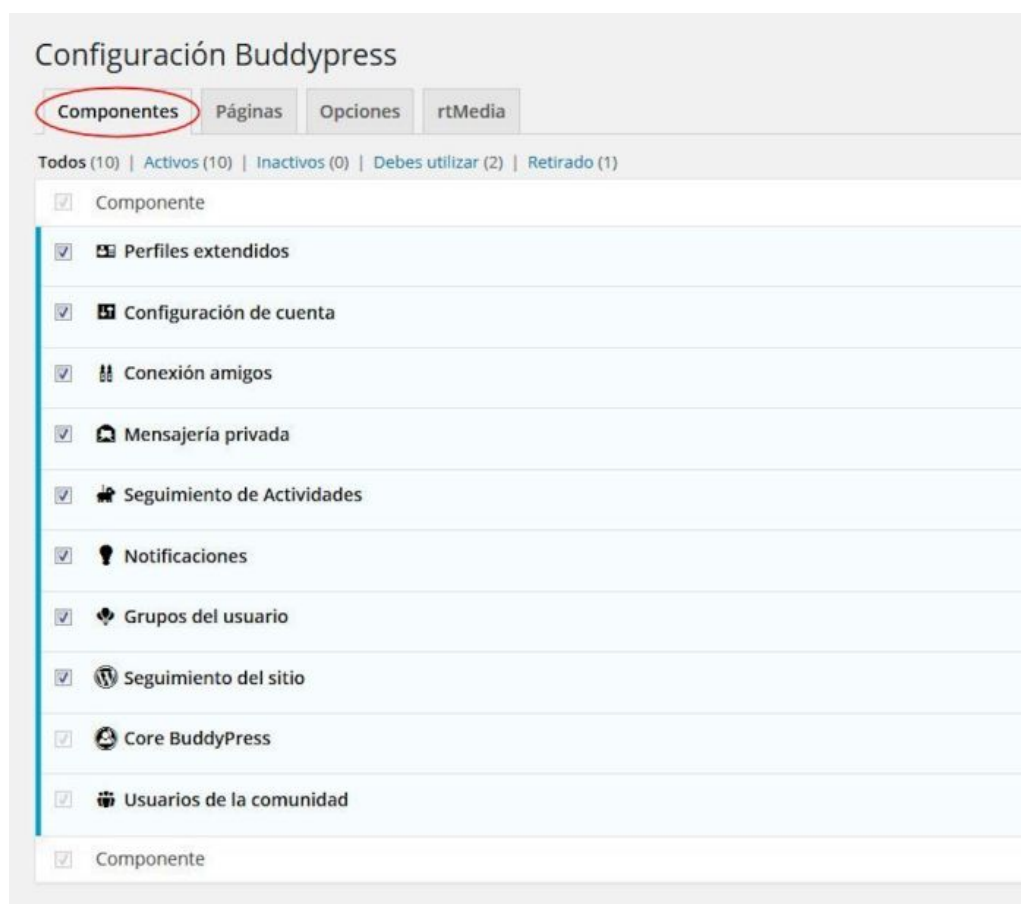 Configuración Buddypress
Componentes Páginas Opciones rtMedia
Todos (10) | Activos (10) | Inactivos (0) | Debes utilizar (2) | Retirado (1)
Componente
Perfiles extendidos
Configuración de cuenta
Conexión amigos
Mensajería privada
Seguimiento de Actividades
Notificaciones
Grupos del usuario
Seguimiento del sitio
Core BuddyPress
Usuarios de la comunidad
Componente